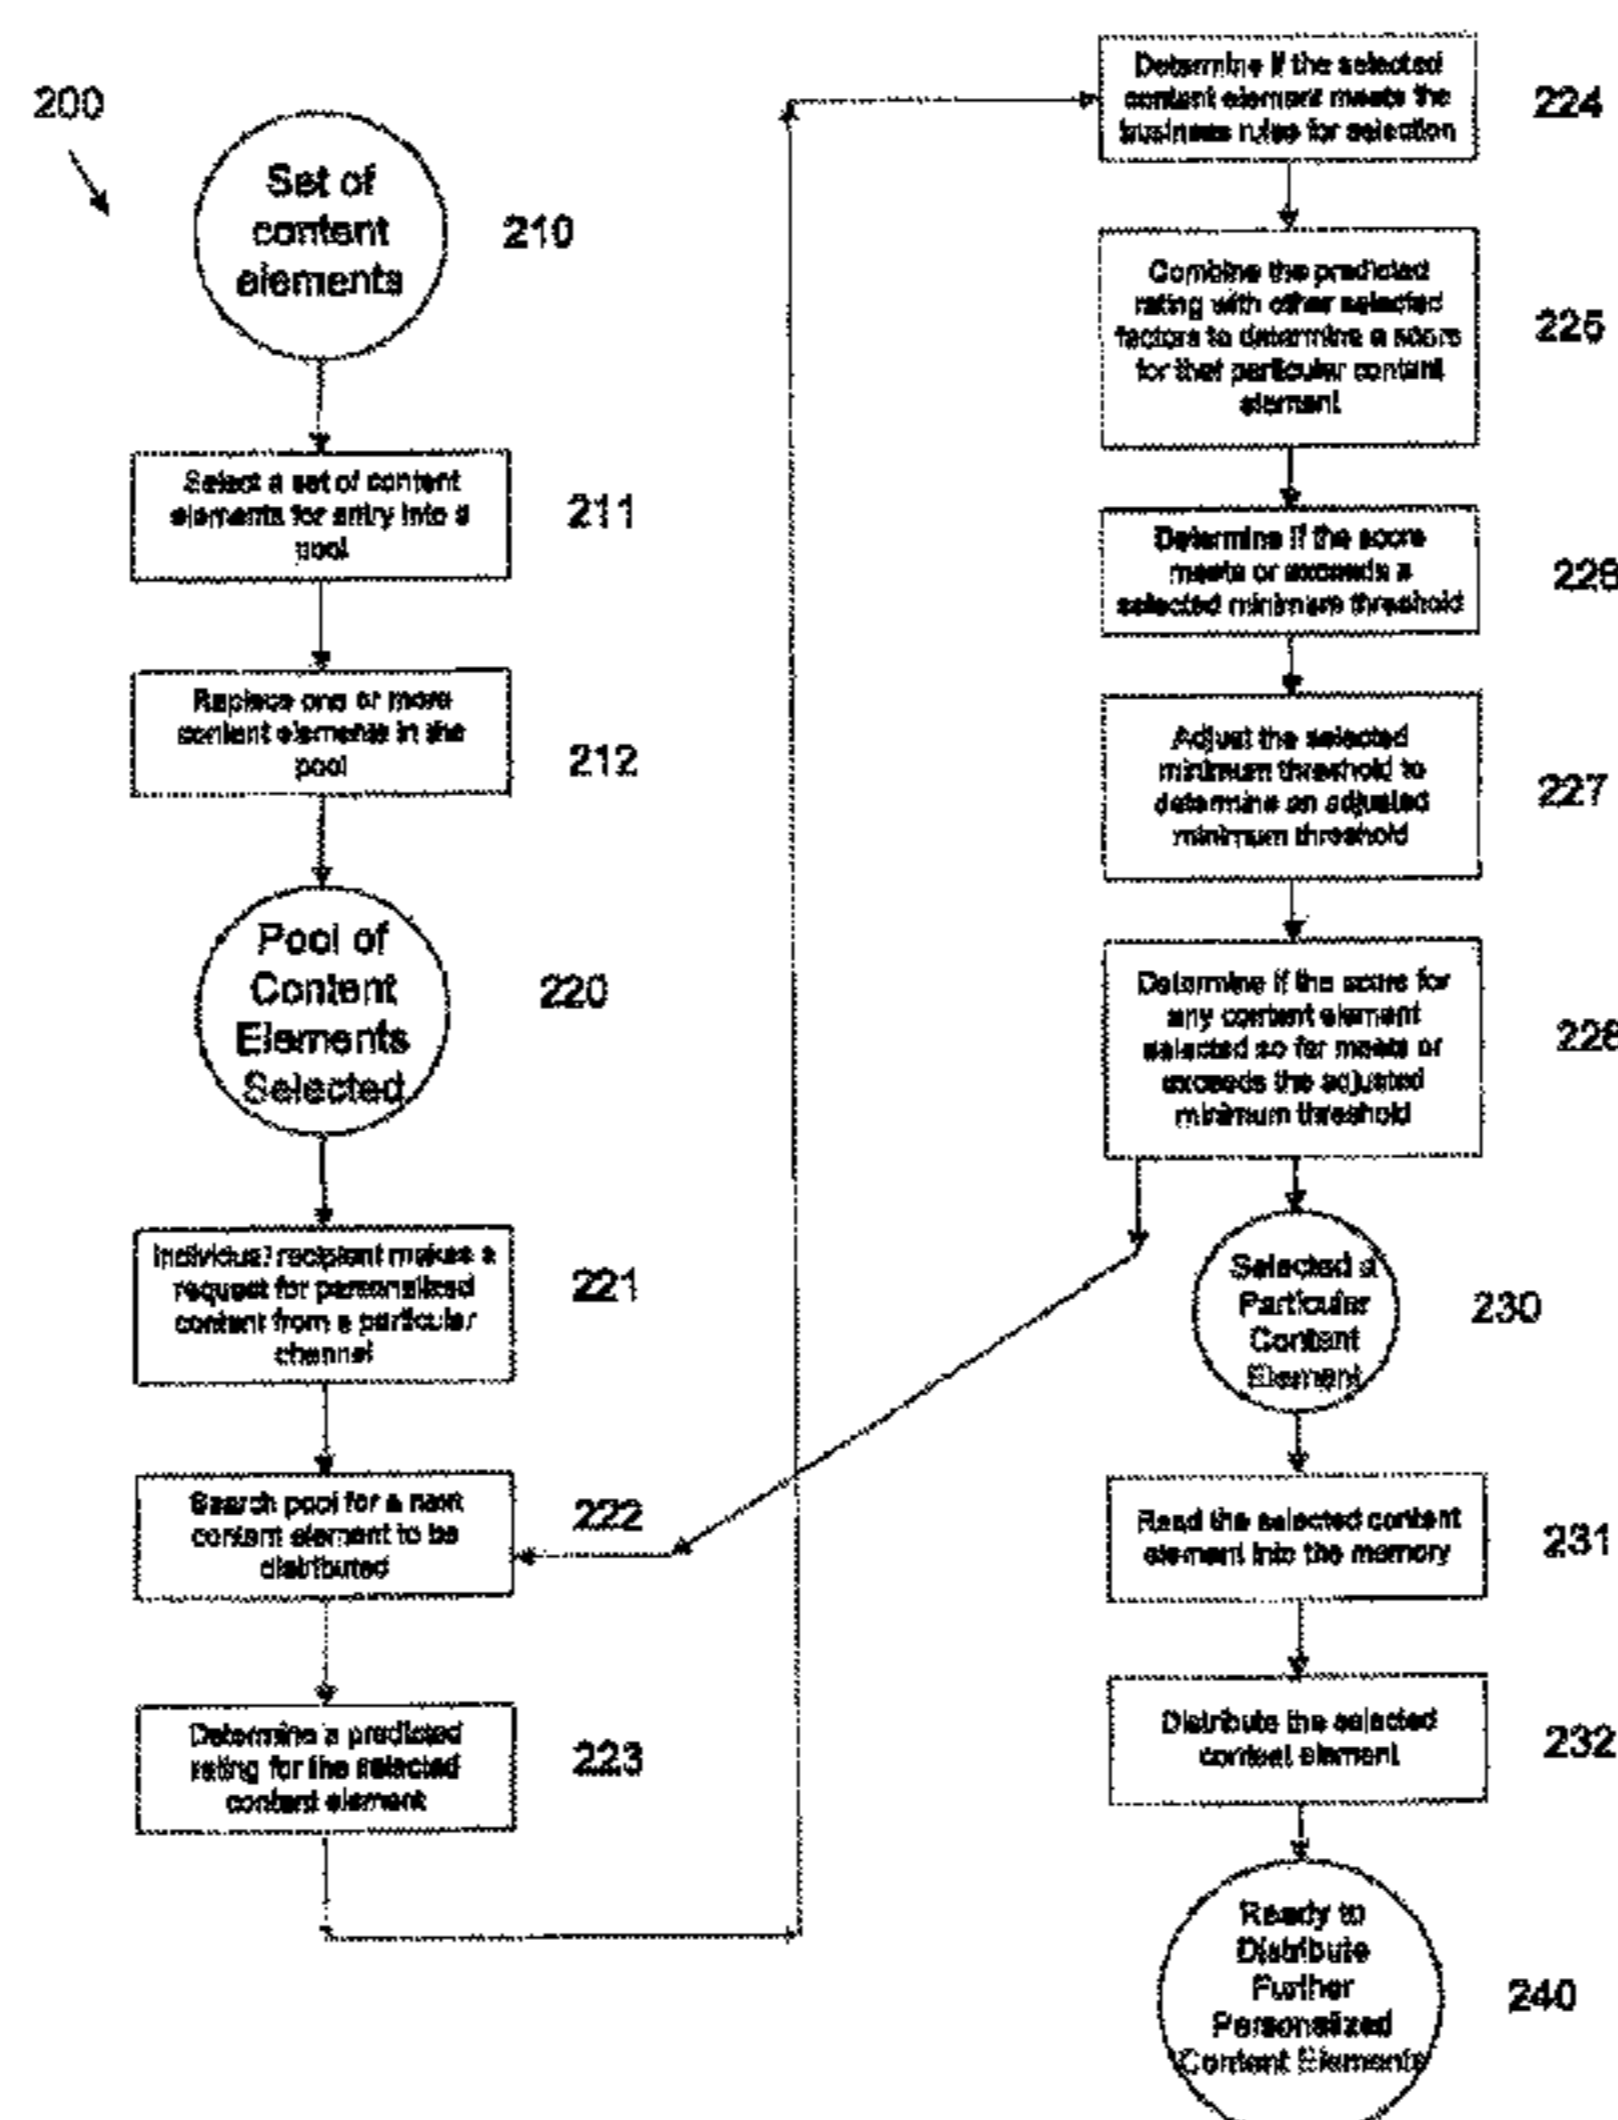 200
Set of
content
elements
210
Select a set of content
elements for entry into a
pool
211
Replace one or more
content elements in the
pool
212
Pool of
Content
Elements
Selected
220
Individual recipient makes a
request for personalized
content from a particular
channel
221
Search pool for a next
content element to be
distributed
222
Determine a predicted
rating for the selected
content element
223
Determine if the selected
content element meets the
business rules for selection
224
Combine the predicted
rating with other selected
factors to determine a score
for that particular content
element
225
Determine if the score
meets or exceeds a
selected minimum threshold
226
Adjust the selected
minimum threshold to
determine an adjusted
minimum threshold
227
Determine if the score for
any content element
selected so far meets or
exceeds the adjusted
minimum threshold
228
Selected a
Particular
Content
Element
230
Read the selected content
element into the memory
231
Distribute the selected
content element
232
Ready to
Distribute
Further
Personalized
Content Elements
240